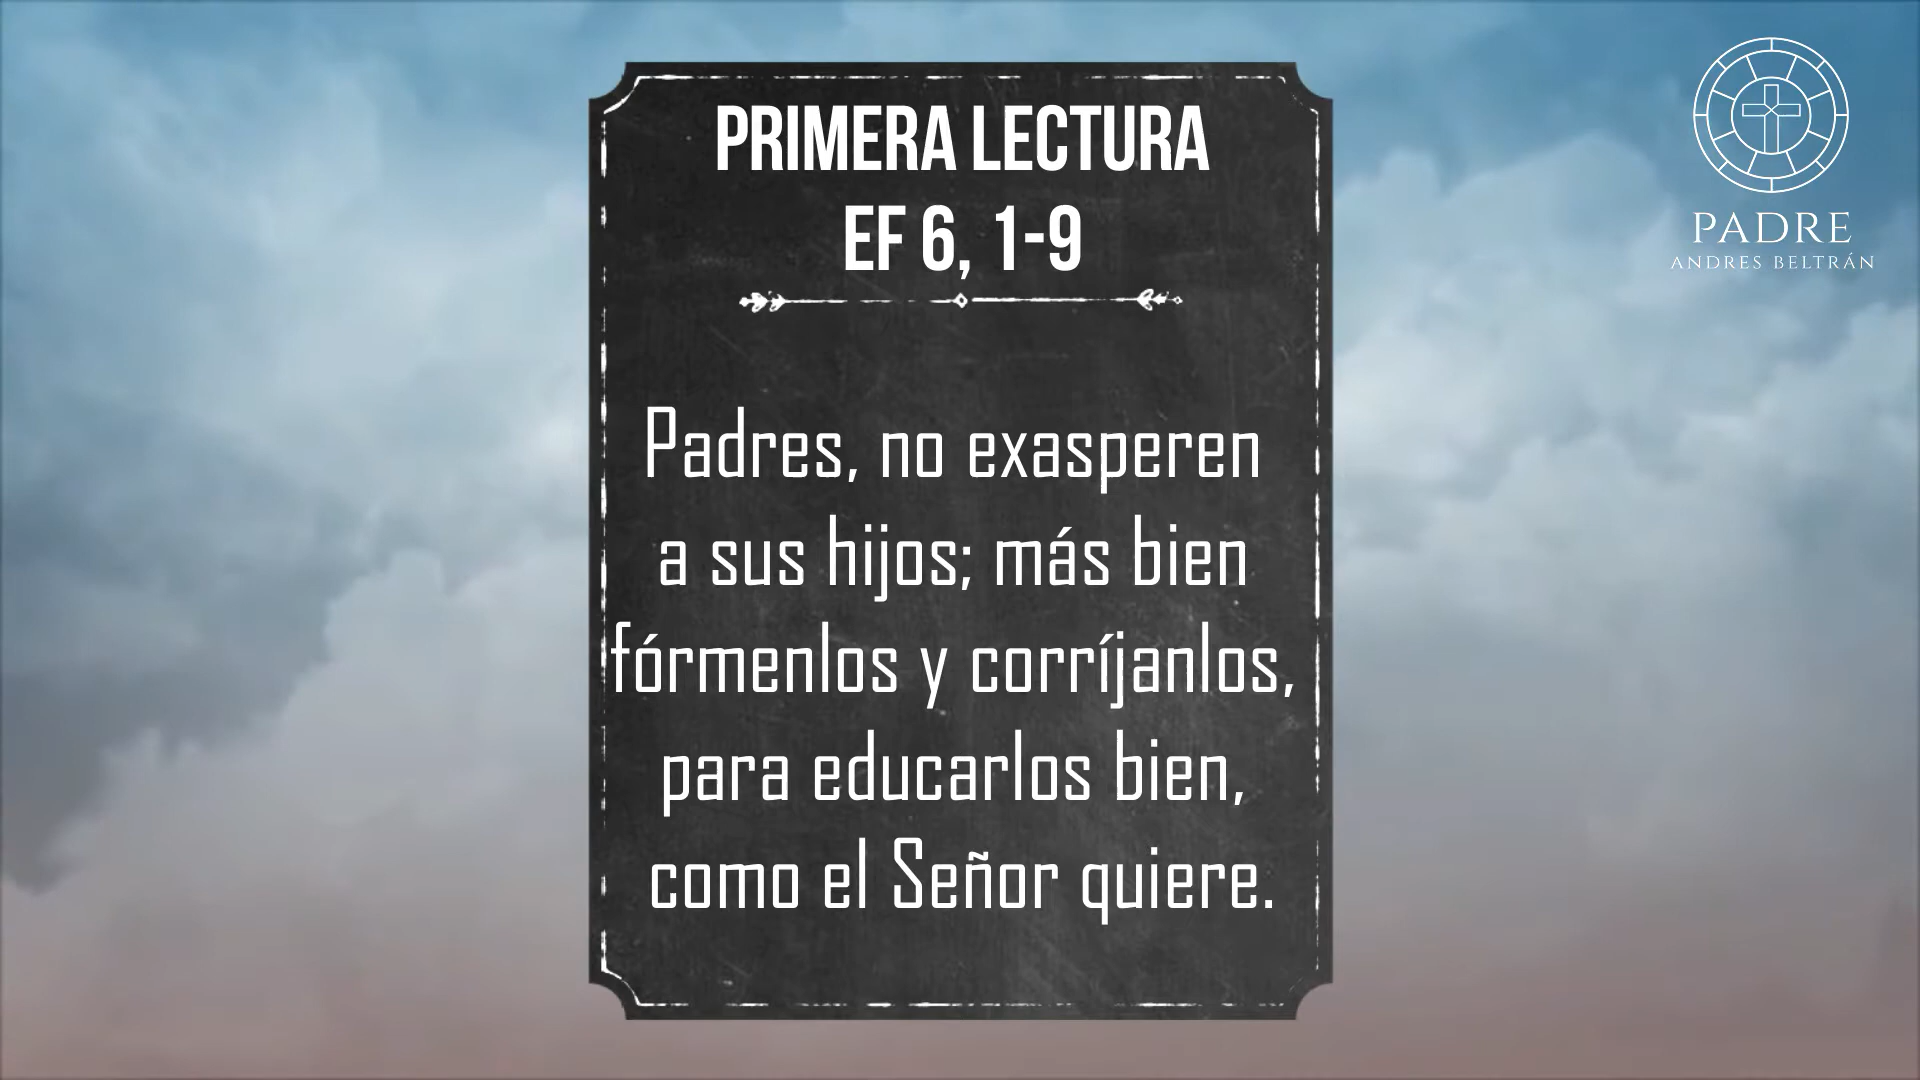 PRIMERA LECTURA
EF 6, 1-9
Padres, no exasperen
a sus hijos; más bien
fórmenlos y corríjanlos,
para educarlos bien,
como el Señor quiere.
PADRE
ANDRES BELTRÁN